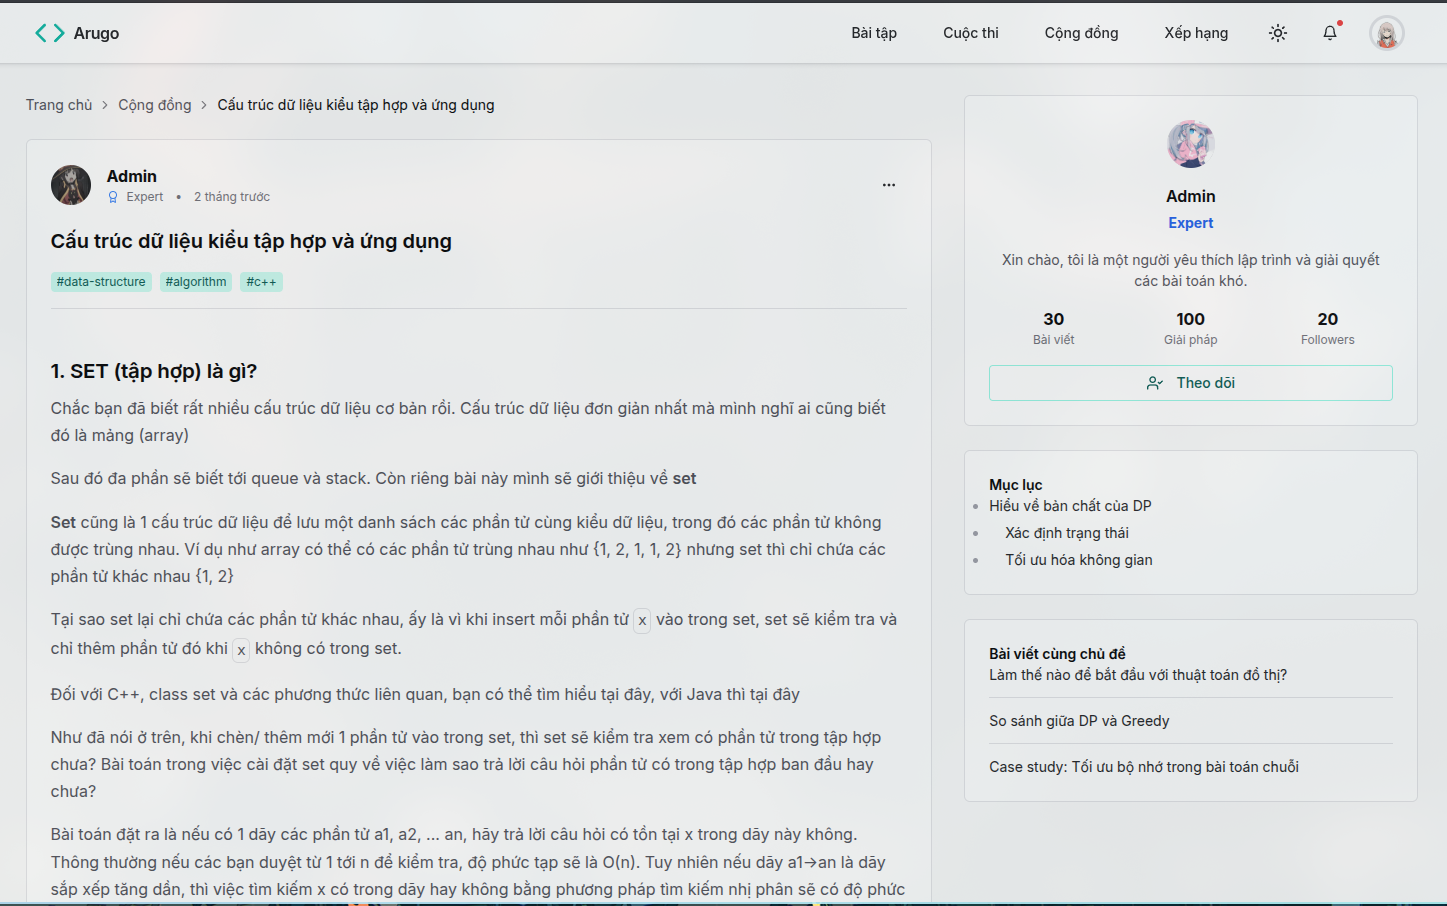 Arugo
Bài tập
Cuộc thi
Cộng đồng
Xếp hạng
Trang chủ > Cộng đồng > Cấu trúc dữ liệu kiểu tập hợp và ứng dụng
Admin
Expert • 2 tháng trước
Cấu trúc dữ liệu kiểu tập hợp và ứng dụng
#data-structure #algorithm #c++
1. SET (tập hợp) là gì?
Chắc bạn đã biết rất nhiều cấu trúc dữ liệu cơ bản rồi. Cấu trúc dữ liệu đơn giản nhất mà mình nghĩ ai cũng biết
đó là mảng (array)
Sau đó đa phần sẽ biết tới queue và stack. Còn riêng bài này mình sẽ giới thiệu về set
Set cũng là 1 cấu trúc dữ liệu để lưu một danh sách các phần tử cùng kiểu dữ liệu, trong đó các phần tử không
được trùng nhau. Ví dụ như array có thể có các phần tử trùng nhau như {1, 2, 1, 1, 2} nhưng set thì chỉ chứa các
phần tử khác nhau {1, 2}
Tại sao set lại chỉ chứa các phần tử khác nhau, ấy là vì khi insert mỗi phần tử x vào trong set, set sẽ kiểm tra và
chỉ thêm phần tử đó khi x không có trong set.
Đối với C++, class set và các phương thức liên quan, bạn có thể tìm hiểu tại đây, với Java thì tại đây
Như đã nói ở trên, khi chèn/ thêm mới 1 phần tử vào trong set, thì set sẽ kiểm tra xem có phần tử trong tập hợp
chưa? Bài toán trong việc cài đặt set quy về việc làm sao trả lời câu hỏi phần tử có trong tập hợp ban đầu hay
chưa?
Bài toán đặt ra là nếu có 1 dãy các phần tử a1, a2, ... an, hãy trả lời câu hỏi có tồn tại x trong dãy này không.
Thông thường nếu các bạn duyệt từ 1 tới n để kiểm tra, độ phức tạp sẽ là O(n). Tuy nhiên nếu dãy a1->an là dãy
sắp xếp tăng dần, thì việc tìm kiếm x có trong dãy hay không bằng phương pháp tìm kiếm nhị phân sẽ có độ phức
Admin
Expert
Xin chào, tôi là một người yêu thích lập trình và giải quyết
các bài toán khó.
30 100 20
Bài viết Giải pháp Followers
Theo dõi
Mục lục
Hiểu về bản chất của DP
Xác định trạng thái
Tối ưu hóa không gian
Bài viết cùng chủ đề
Làm thế nào để bắt đầu với thuật toán đồ thị?
So sánh giữa DP và Greedy
Case study: Tối ưu bộ nhớ trong bài toán chuỗi